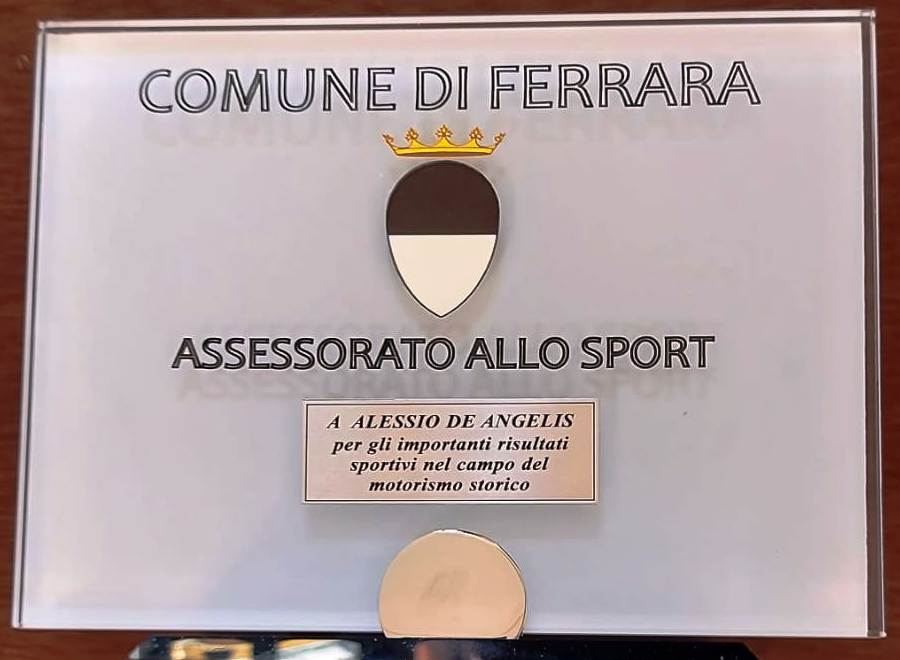 COMUNE DI FERRARA
ASSESSORATO ALLO SPORT
A ALESSIO DE ANGELIS
per gli importanti risultati
sportivi nel campo del
motorismo storico